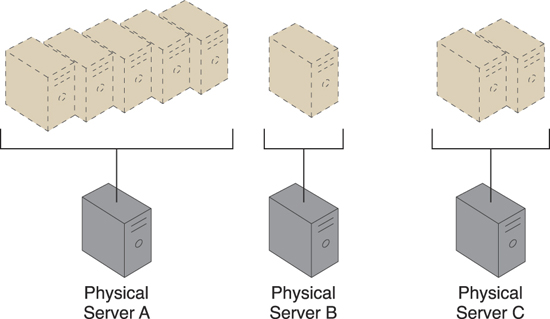 Physical
Server A
Physical
Server B
Physical
Server C